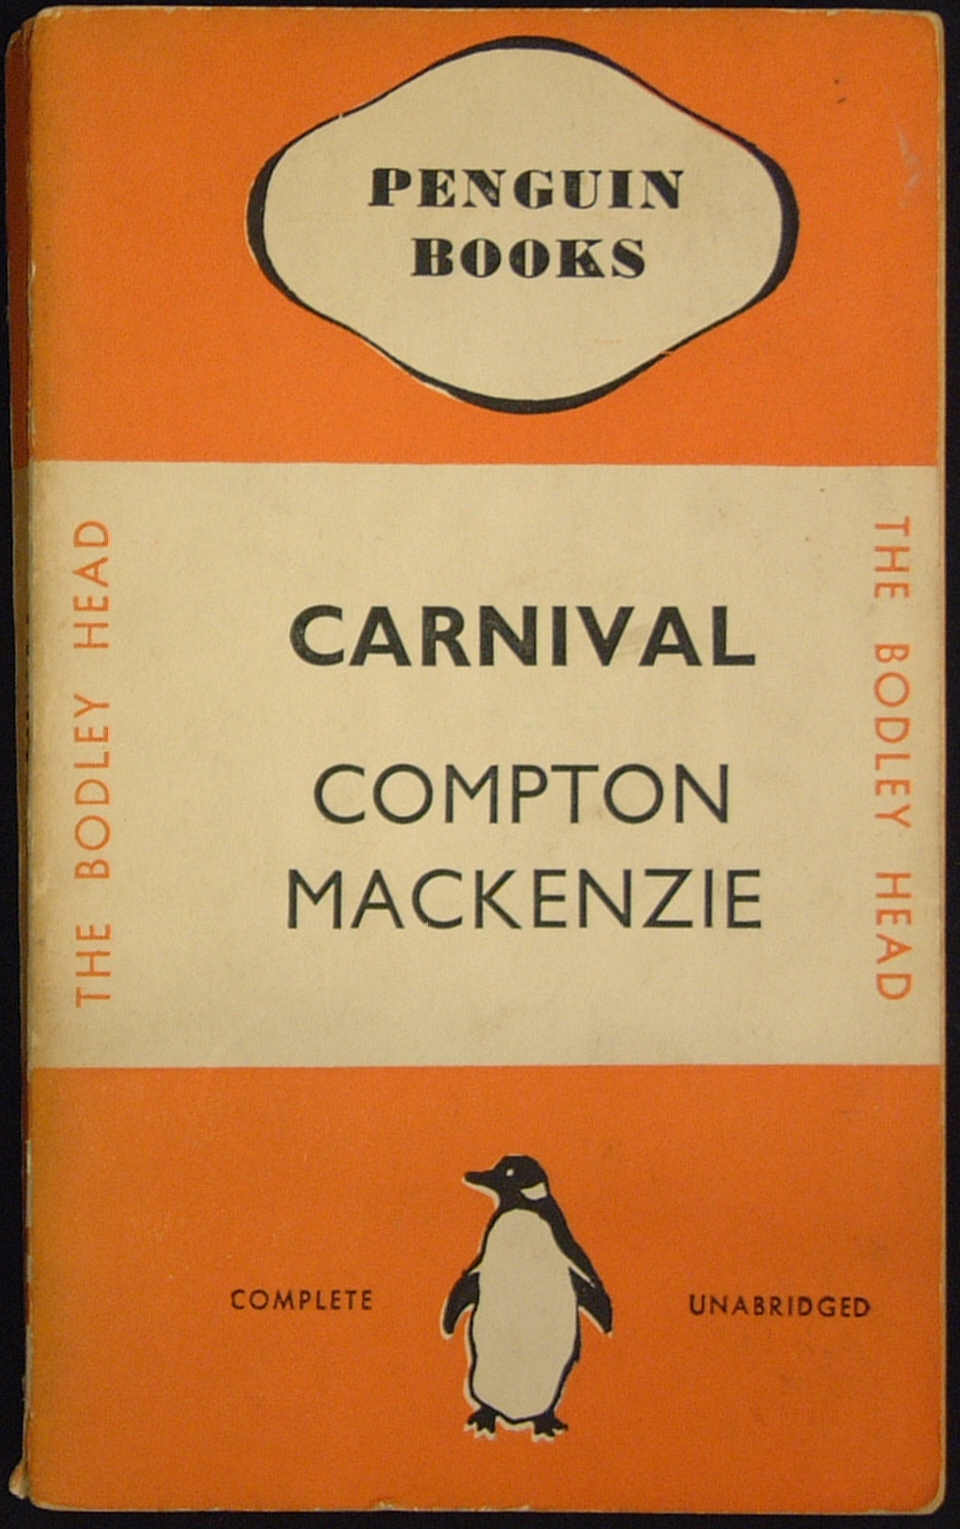 PENGUIN
BOOKS
THE BODLEY HEAD
THE BODLEY HEAD
CARNIVAL
COMPTON
MACKENZIE
COMPLETE
UNABRIDGED